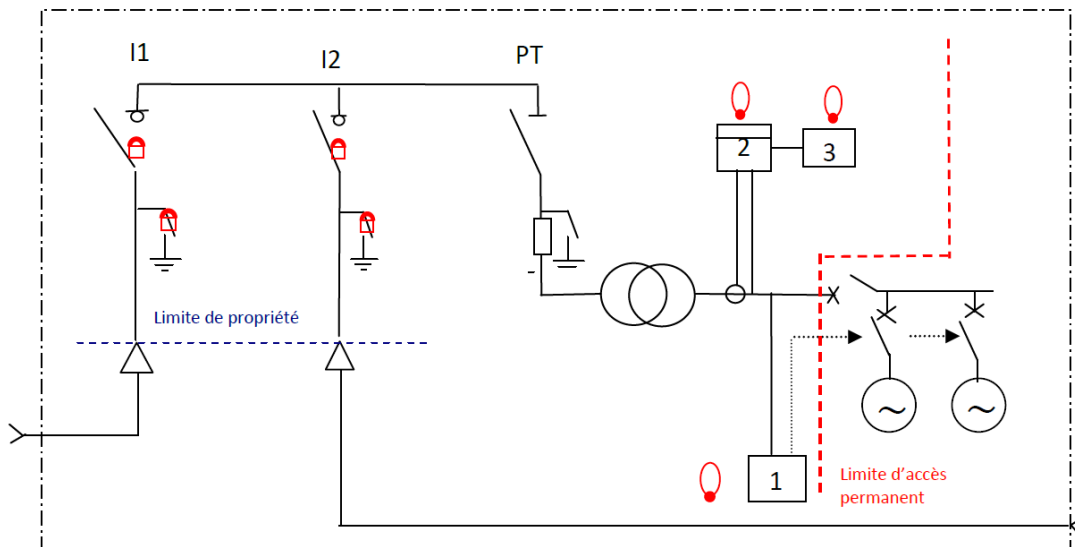 I1
I2
PT
2
3
Limite de propriété
1
Limite d'accès
permanent